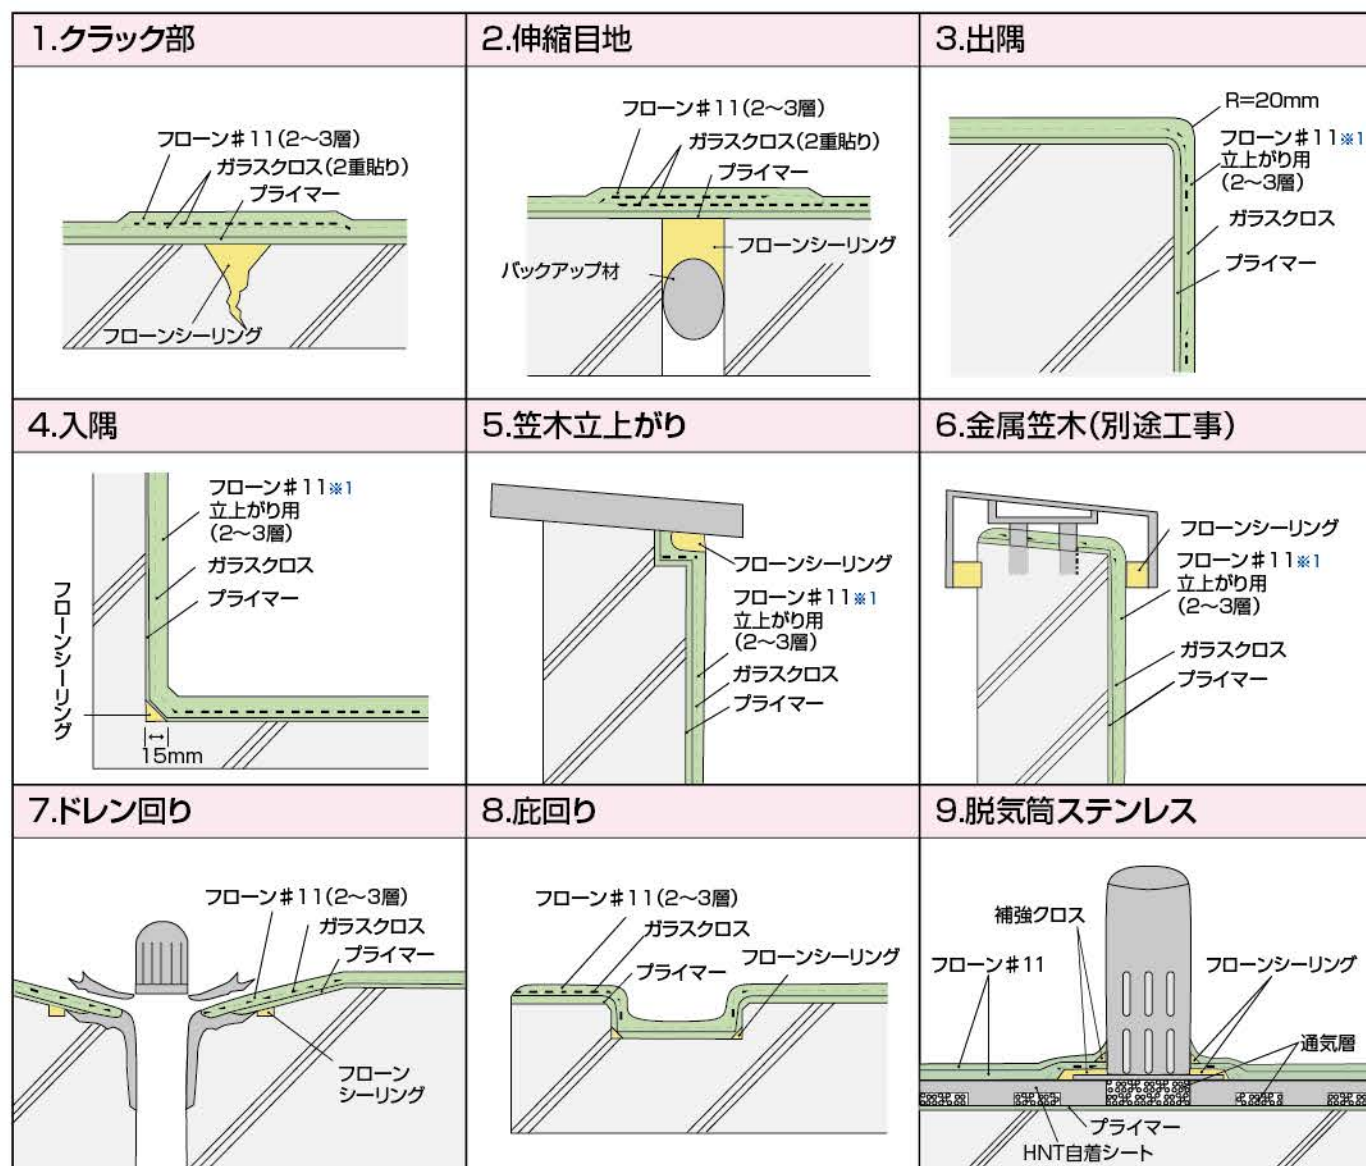 1.クラック部
フローン♯11(2〜3層)
ガラスクロス(2重貼り)
プライマー
フローンシーリング
2.伸縮目地
フローン♯11(2〜3層)
ガラスクロス(2重貼り)
プライマー
フローンシーリング
バックアップ材
3.出隅
R=20mm
フローン♯11※1
立上がり用
(2〜3層)
ガラスクロス
プライマー
4.入隅
フローン♯11※1
立上がり用
(2〜3層)
ガラスクロス
プライマー
フローンシーリング
15mm
5.笠木立上がり
フローンシーリング
フローン♯11※1
立上がり用
(2〜3層)
ガラスクロス
プライマー
6.金属笠木(別途工事)
フローンシーリング
フローン♯11※1
立上がり用
(2〜3層)
ガラスクロス
プライマー
7.ドレン回り
フローン♯11(2〜3層)
ガラスクロス
プライマー
フローン
シーリング
8.庇回り
フローン♯11(2〜3層)
ガラスクロス
プライマー
フローンシーリング
9.脱気筒ステンレス
補強クロス
フローン♯11
フローンシーリング
通気層
プライマー
HNT自着シート